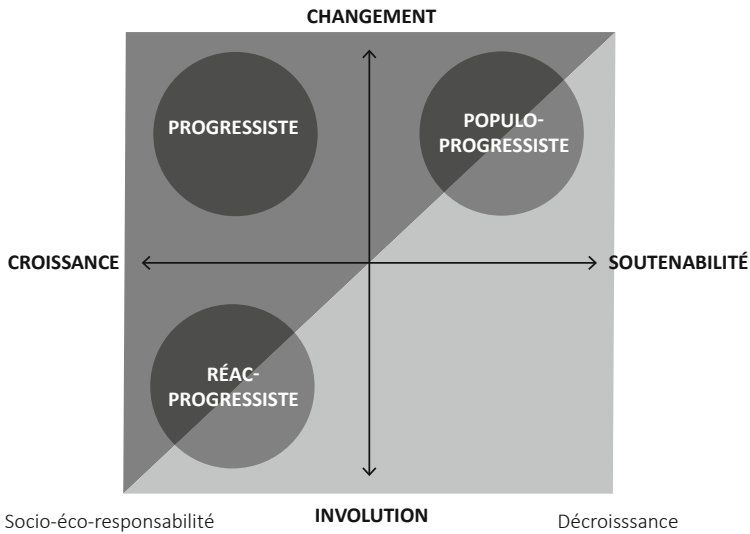 CHANGEMENT
PROGRESSISTE
POPULO-
PROGRESSISTE
CROISSANCE
SOUTENABILITÉ
RÉAC-
PROGRESSISTE
Socio-éco-responsabilité
INVOLUTION
Décroisssance